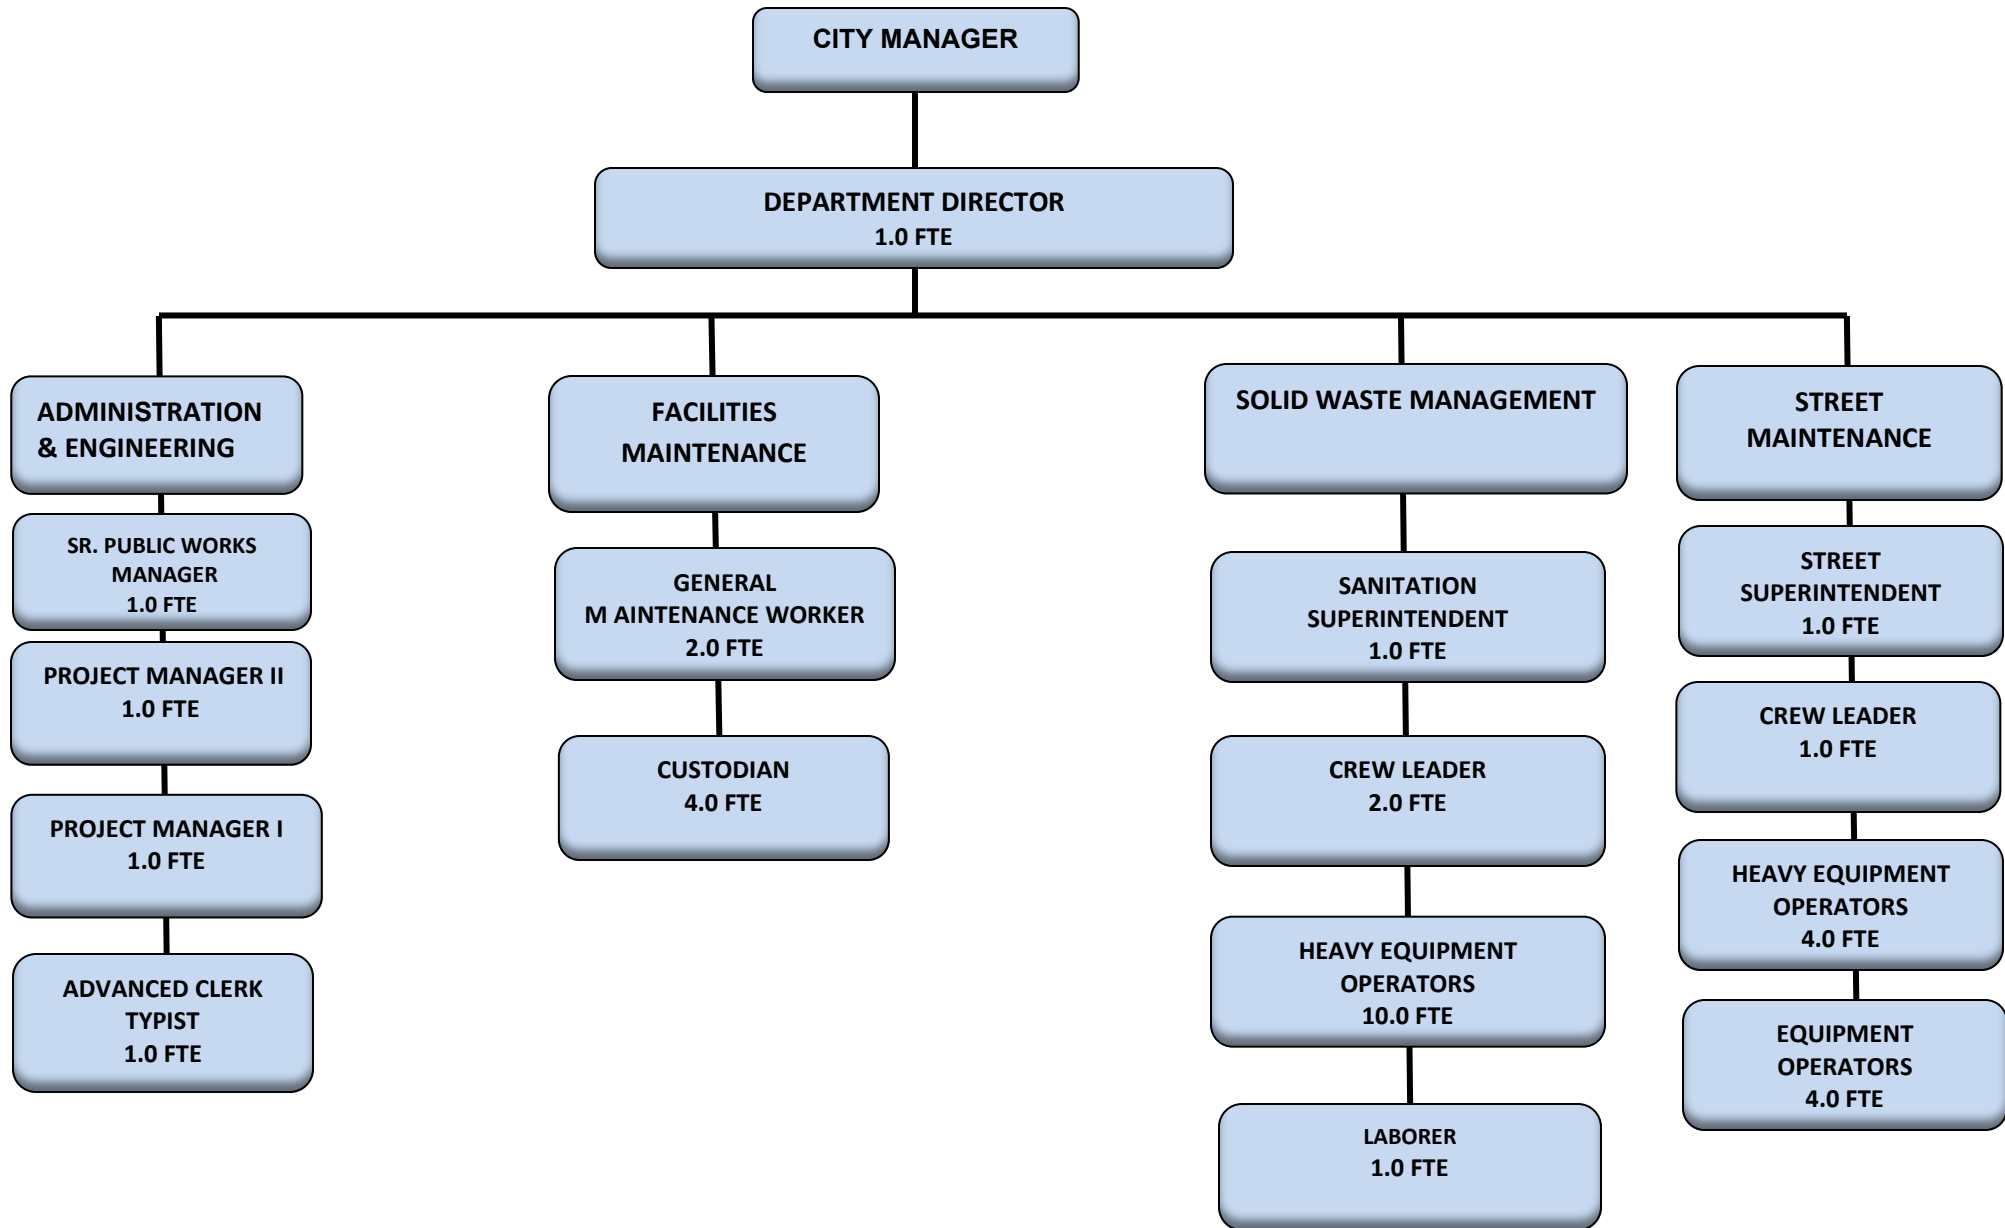 CITY MANAGER
DEPARTMENT DIRECTOR
1.0 FTE
ADMINISTRATION
& ENGINEERING
SR. PUBLIC WORKS
MANAGER
1.0 FTE
PROJECT MANAGER II
1.0 FTE
PROJECT MANAGER I
1.0 FTE
ADVANCED CLERK
TYPIST
1.0 FTE
FACILITIES
MAINTENANCE
GENERAL
M AINTENANCE WORKER
2.0 FTE
CUSTODIAN
4.0 FTE
SOLID WASTE MANAGEMENT
SANITATION
SUPERINTENDENT
1.0 FTE
CREW LEADER
2.0 FTE
HEAVY EQUIPMENT
OPERATORS
10.0 FTE
LABORER
1.0 FTE
STREET
MAINTENANCE
STREET
SUPERINTENDENT
1.0 FTE
CREW LEADER
1.0 FTE
HEAVY EQUIPMENT
OPERATORS
4.0 FTE
EQUIPMENT
OPERATORS
4.0 FTE